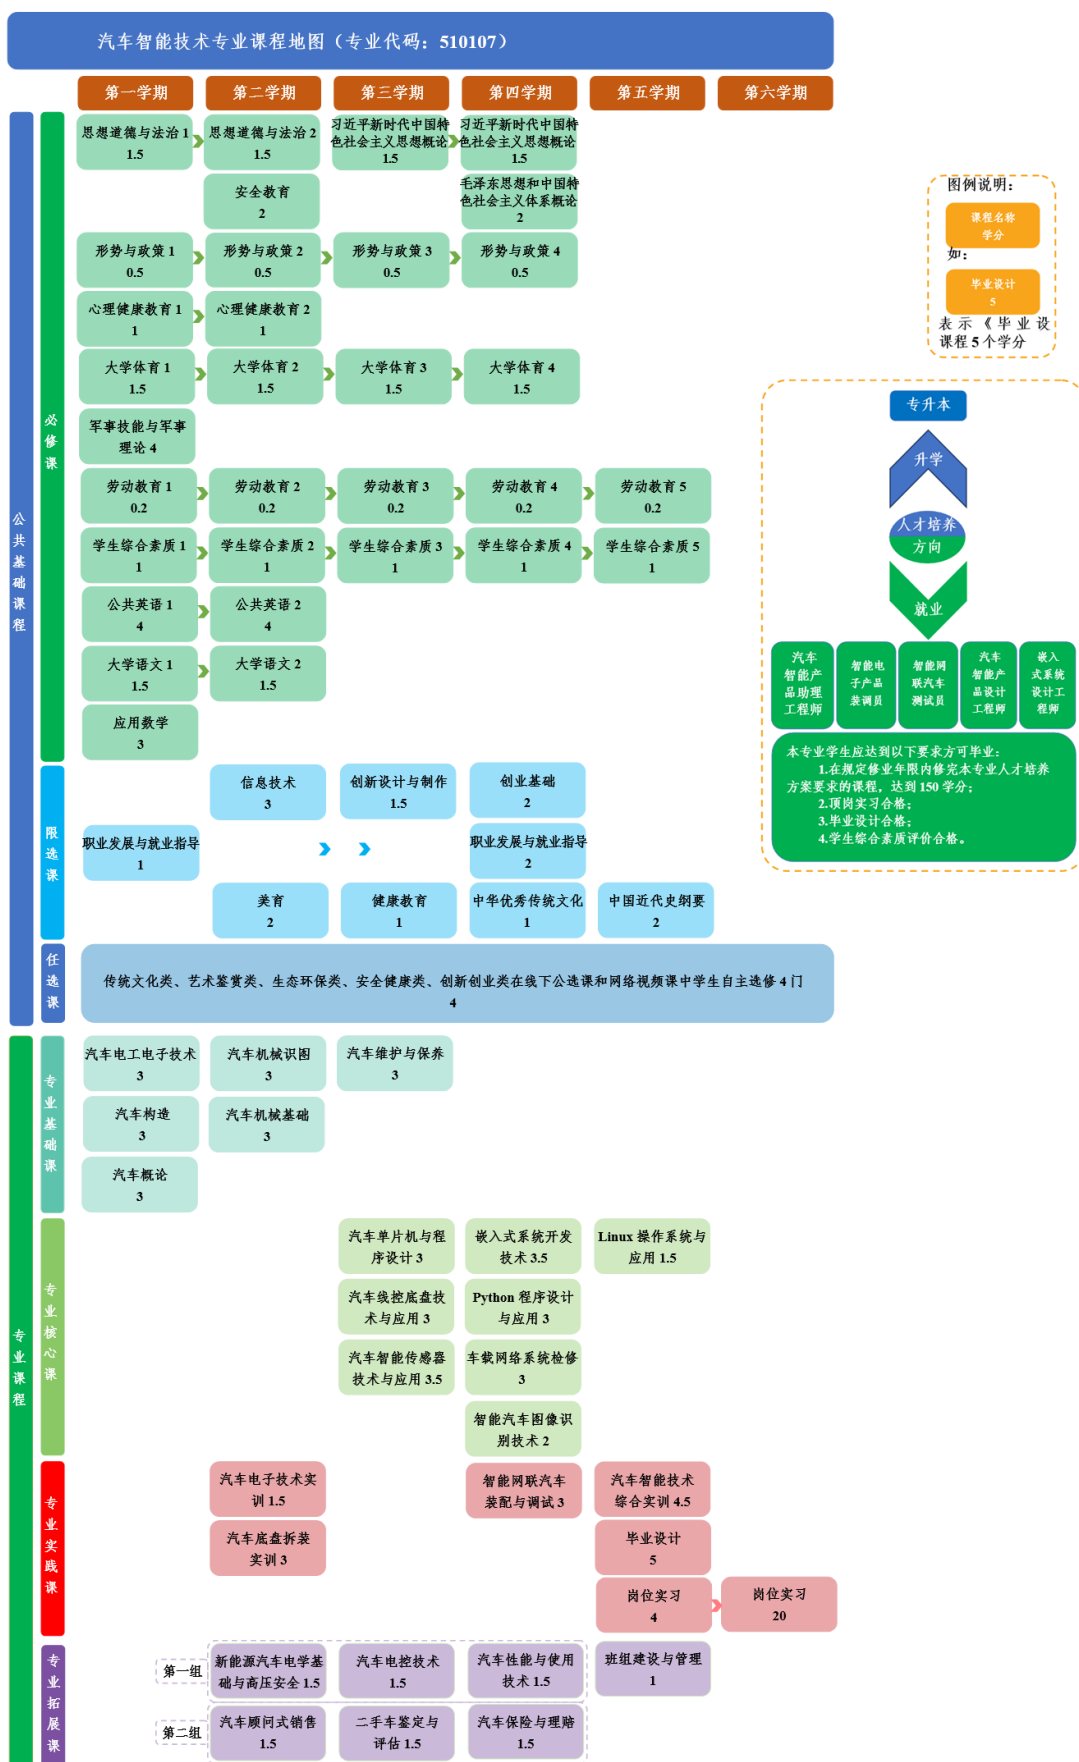 汽车智能技术专业课程地图（专业代码：510107）
第一学期
第二学期
第三学期
第四学期
第五学期
第六学期
公共基础课程
必修课
思想道德与法治 1
1.5
思想道德与法治 2
1.5
习近平新时代中国特
色社会主义思想概论
1.5
习近平新时代中国特
色社会主义思想概论
1.5
安全教育
2
毛泽东思想和中国特
色社会主义体系概论
2
形势与政策 1
0.5
形势与政策 2
0.5
形势与政策 3
0.5
形势与政策 4
0.5
心理健康教育 1
1
心理健康教育 2
1
大学体育 1
1.5
大学体育 2
1.5
大学体育 3
1.5
大学体育 4
1.5
军事技能与军事
理论 4
劳动教育 1
0.2
劳动教育 2
0.2
劳动教育 3
0.2
劳动教育 4
0.2
劳动教育 5
0.2
学生综合素质 1
1
学生综合素质 2
1
学生综合素质 3
1
学生综合素质 4
1
学生综合素质 5
1
公共英语 1
4
公共英语 2
4
大学语文 1
1.5
大学语文 2
1.5
应用数学
3
限选课
信息技术
3
创新设计与制作
1.5
创业基础
2
职业发展与就业指导
1
职业发展与就业指导
2
美育
2
健康教育
1
中华优秀传统文化
1
中国近代史纲要
2
任选课
传统文化类、艺术鉴赏类、生态环保类、安全健康类、创新创业类在线下公选课和网络视频课中学生自主选修 4 门
4
专业课程
专业基础课
汽车电工电子技术
3
汽车机械识图
3
汽车维护与保养
3
汽车构造
3
汽车机械基础
3
汽车概论
3
专业核心课
汽车单片机与程
序设计 3
嵌入式系统开发
技术 3.5
Linux 操作系统与
应用 1.5
汽车线控底盘技
术与应用 3
Python 程序设计
与应用 3
汽车智能传感器
技术与应用 3.5
车载网络系统检修
3
智能汽车图像识
别技术 2
专业实践课
汽车电子技术实
训 1.5
智能网联汽车
装配与调试 3
汽车智能技术
综合实训 4.5
汽车底盘拆装
实训 3
毕业设计
5
岗位实习
4
岗位实习
20
专业拓展课
第一组
新能源汽车电学基
础与高压安全 1.5
汽车电控技术
1.5
汽车性能与使用
技术 1.5
班组建设与管理
1
第二组
汽车顾问式销售
1.5
二手车鉴定与
评估 1.5
汽车保险与理赔
1.5
图例说明：
课程名称
学分
如：
毕业设计
5
表示《毕业设
课程 5 个学分
专升本
升学
人才培养
方向
就业
汽车
智能产
品助理
工程师
智能电
子产品
装调员
智能网
联汽车
测试员
汽车
智能产
品设计
工程师
嵌入
式系统
设计工
程师
本专业学生应达到以下要求方可毕业：
1.在规定修业年限内修完本专业人才培养
方案要求的课程，达到 150 学分；
2.顶岗实习合格；
3.毕业设计合格；
4.学生综合素质评价合格。